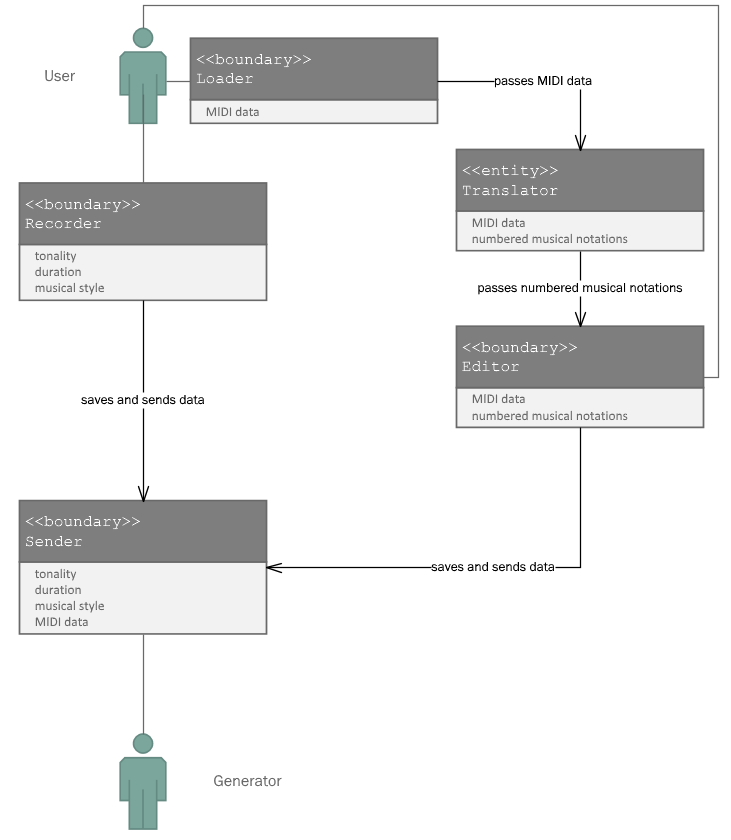 User
<<boundary>>
Loader
MIDI data
passes MIDI data
<<entity>>
Translator
MIDI data
numbered musical notations
<<boundary>>
Recorder
tonality
duration
musical style
passes numbered musical notations
<<boundary>>
Editor
MIDI data
numbered musical notations
saves and sends data
<<boundary>>
Sender
tonality
duration
musical style
MIDI data
saves and sends data
Generator